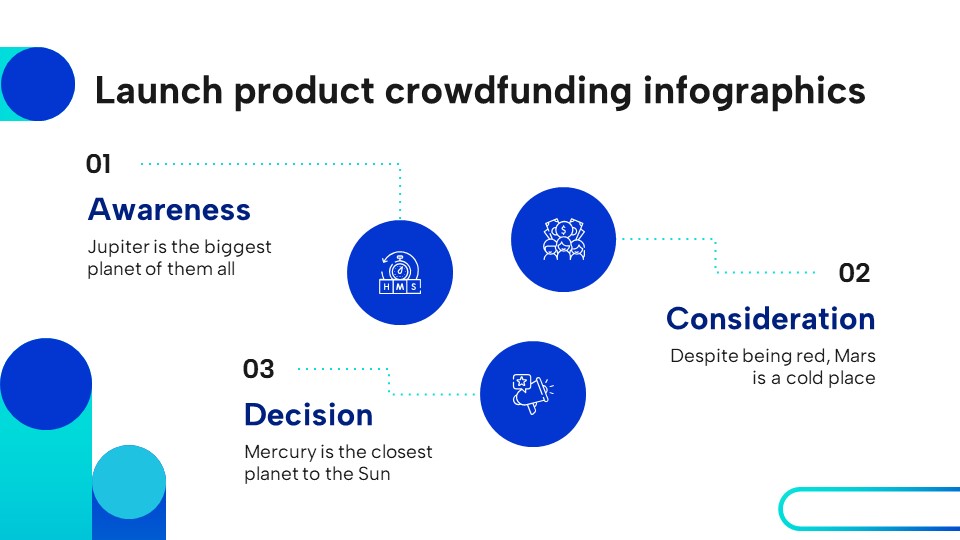 Launch product crowdfunding infographics
01
Awareness
Jupiter is the biggest
planet of them all
H M S
$
02
Consideration
Despite being red, Mars
is a cold place
03
Decision
Mercury is the closest
planet to the Sun